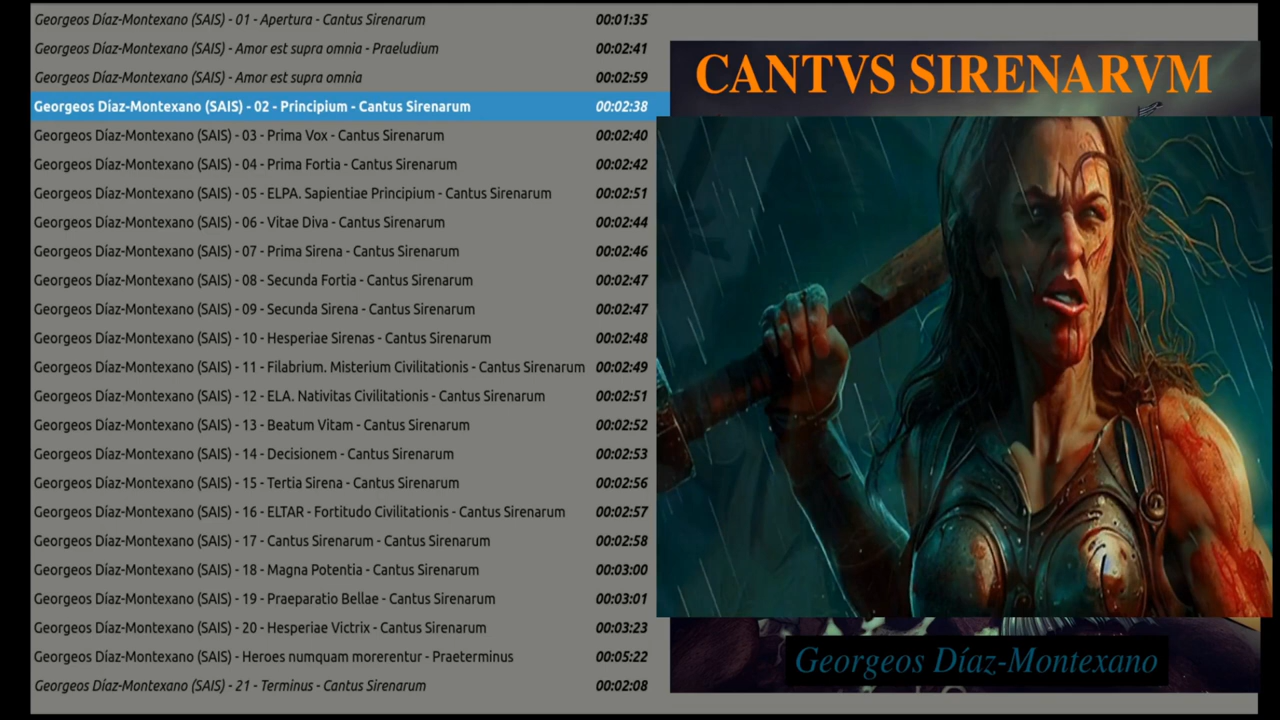 Georgeos Díaz-Montexano (SAIS) - 01 - Apertura - Cantus Sirenarum 00:01:35
Georgeos Díaz-Montexano (SAIS) - Amor est supra omnia - Praeludium 00:02:41
Georgeos Díaz-Montexano (SAIS) - Amor est supra omnia 00:02:59
Georgeos Díaz-Montexano (SAIS) - 02 - Principium - Cantus Sirenarum 00:02:38
Georgeos Díaz-Montexano (SAIS) - 03 - Prima Vox - Cantus Sirenarum 00:02:40
Georgeos Díaz-Montexano (SAIS) - 04 - Prima Fortia - Cantus Sirenarum 00:02:42
Georgeos Díaz-Montexano (SAIS) - 05 - ELPA. Sapientiae Principium - Cantus Sirenarum 00:02:51
Georgeos Díaz-Montexano (SAIS) - 06 - Vitae Diva - Cantus Sirenarum 00:02:44
Georgeos Díaz-Montexano (SAIS) - 07 - Prima Sirena - Cantus Sirenarum 00:02:46
Georgeos Díaz-Montexano (SAIS) - 08 - Secunda Fortia - Cantus Sirenarum 00:02:47
Georgeos Díaz-Montexano (SAIS) - 09 - Secunda Sirena - Cantus Sirenarum 00:02:47
Georgeos Díaz-Montexano (SAIS) - 10 - Hesperiae Sirenas - Cantus Sirenarum 00:02:48
Georgeos Díaz-Montexano (SAIS) - 11 - Filabrium. Misterium Civilitationis - Cantus Sirenarum 00:02:49
Georgeos Díaz-Montexano (SAIS) - 12 - ELA. Nativitas Civilitationis - Cantus Sirenarum 00:02:51
Georgeos Díaz-Montexano (SAIS) - 13 - Beatum Vitam - Cantus Sirenarum 00:02:52
Georgeos Díaz-Montexano (SAIS) - 14 - Decisionem - Cantus Sirenarum 00:02:53
Georgeos Díaz-Montexano (SAIS) - 15 - Tertia Sirena - Cantus Sirenarum 00:02:56
Georgeos Díaz-Montexano (SAIS) - 16 - ELTAR - Fortitudo Civilitationis - Cantus Sirenarum 00:02:57
Georgeos Díaz-Montexano (SAIS) - 17 - Cantus Sirenarum - Cantus Sirenarum 00:02:58
Georgeos Díaz-Montexano (SAIS) - 18 - Magna Potentia - Cantus Sirenarum 00:03:00
Georgeos Díaz-Montexano (SAIS) - 19 - Praeparatio Bellae - Cantus Sirenarum 00:03:01
Georgeos Díaz-Montexano (SAIS) - 20 - Hesperiae Victrix - Cantus Sirenarum 00:03:23
Georgeos Díaz-Montexano (SAIS) - Heroes numquam morerentur - Praeterminus 00:05:22
Georgeos Díaz-Montexano (SAIS) - 21 - Terminus - Cantus Sirenarum 00:02:08
CANTVS SIRENARVM
Georgeos Díaz-Montexano